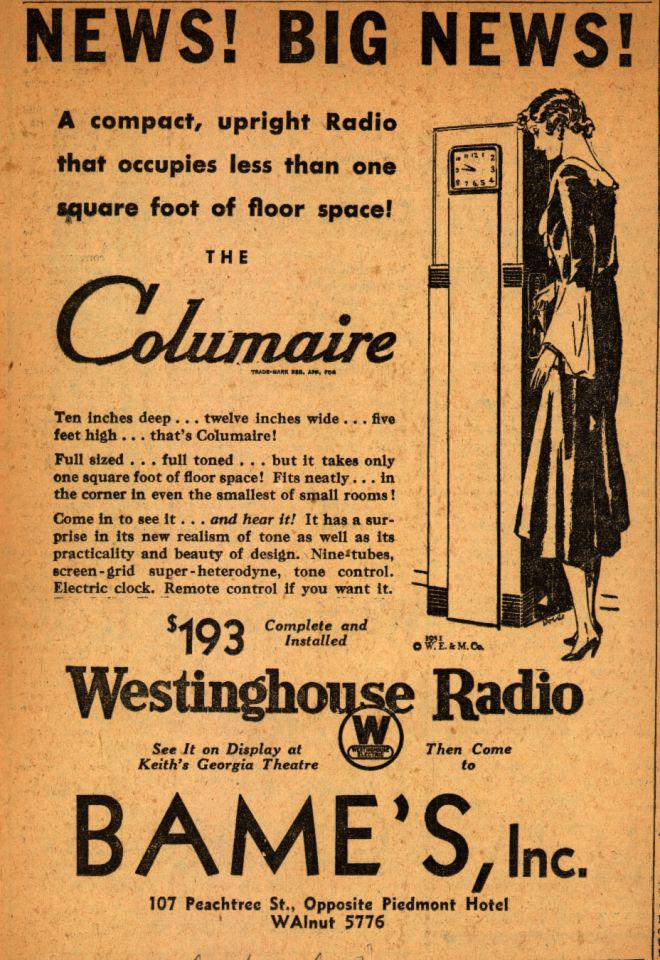 NEWS! BIG NEWS!
A compact, upright Radio
that occupies less than one
square foot of floor space!
THE
Columaire
TRADE-MARK REG. APP. FOR
Ten inches deep . . . twelve inches wide . . . five
feet high . . . that's Columaire!
Full sized . . . full toned . . . but it takes only
one square foot of floor space! Fits neatly . . . in
the corner in even the smallest of small rooms!
Come in to see it . . . and hear it! It has a sur-
prise in its new realism of tone as well as its
practicality and beauty of design. Nine-tubes,
screen-grid super-heterodyne, tone control.
Electric clock. Remote control if you want it.
$193
Complete and
Installed
1931
© W. E. & M. Co.
Westinghouse Radio
W
WESTINGHOUSE
ELECTRIC
See It on Display at
Keith's Georgia Theatre
Then Come
to
BAME'S, Inc.
107 Peachtree St., Opposite Piedmont Hotel
WAlnut 5776